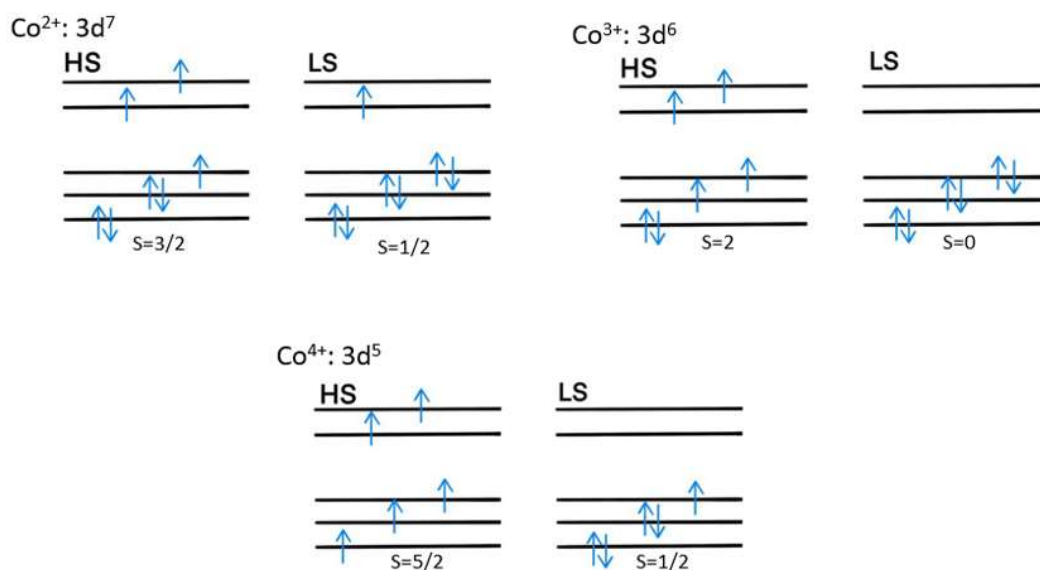 Co²⁺: 3d⁷
HS
LS
S=3/2
S=1/2
Co³⁺: 3d⁶
HS
LS
S=2
S=0
Co⁴⁺: 3d⁵
HS
LS
S=5/2
S=1/2